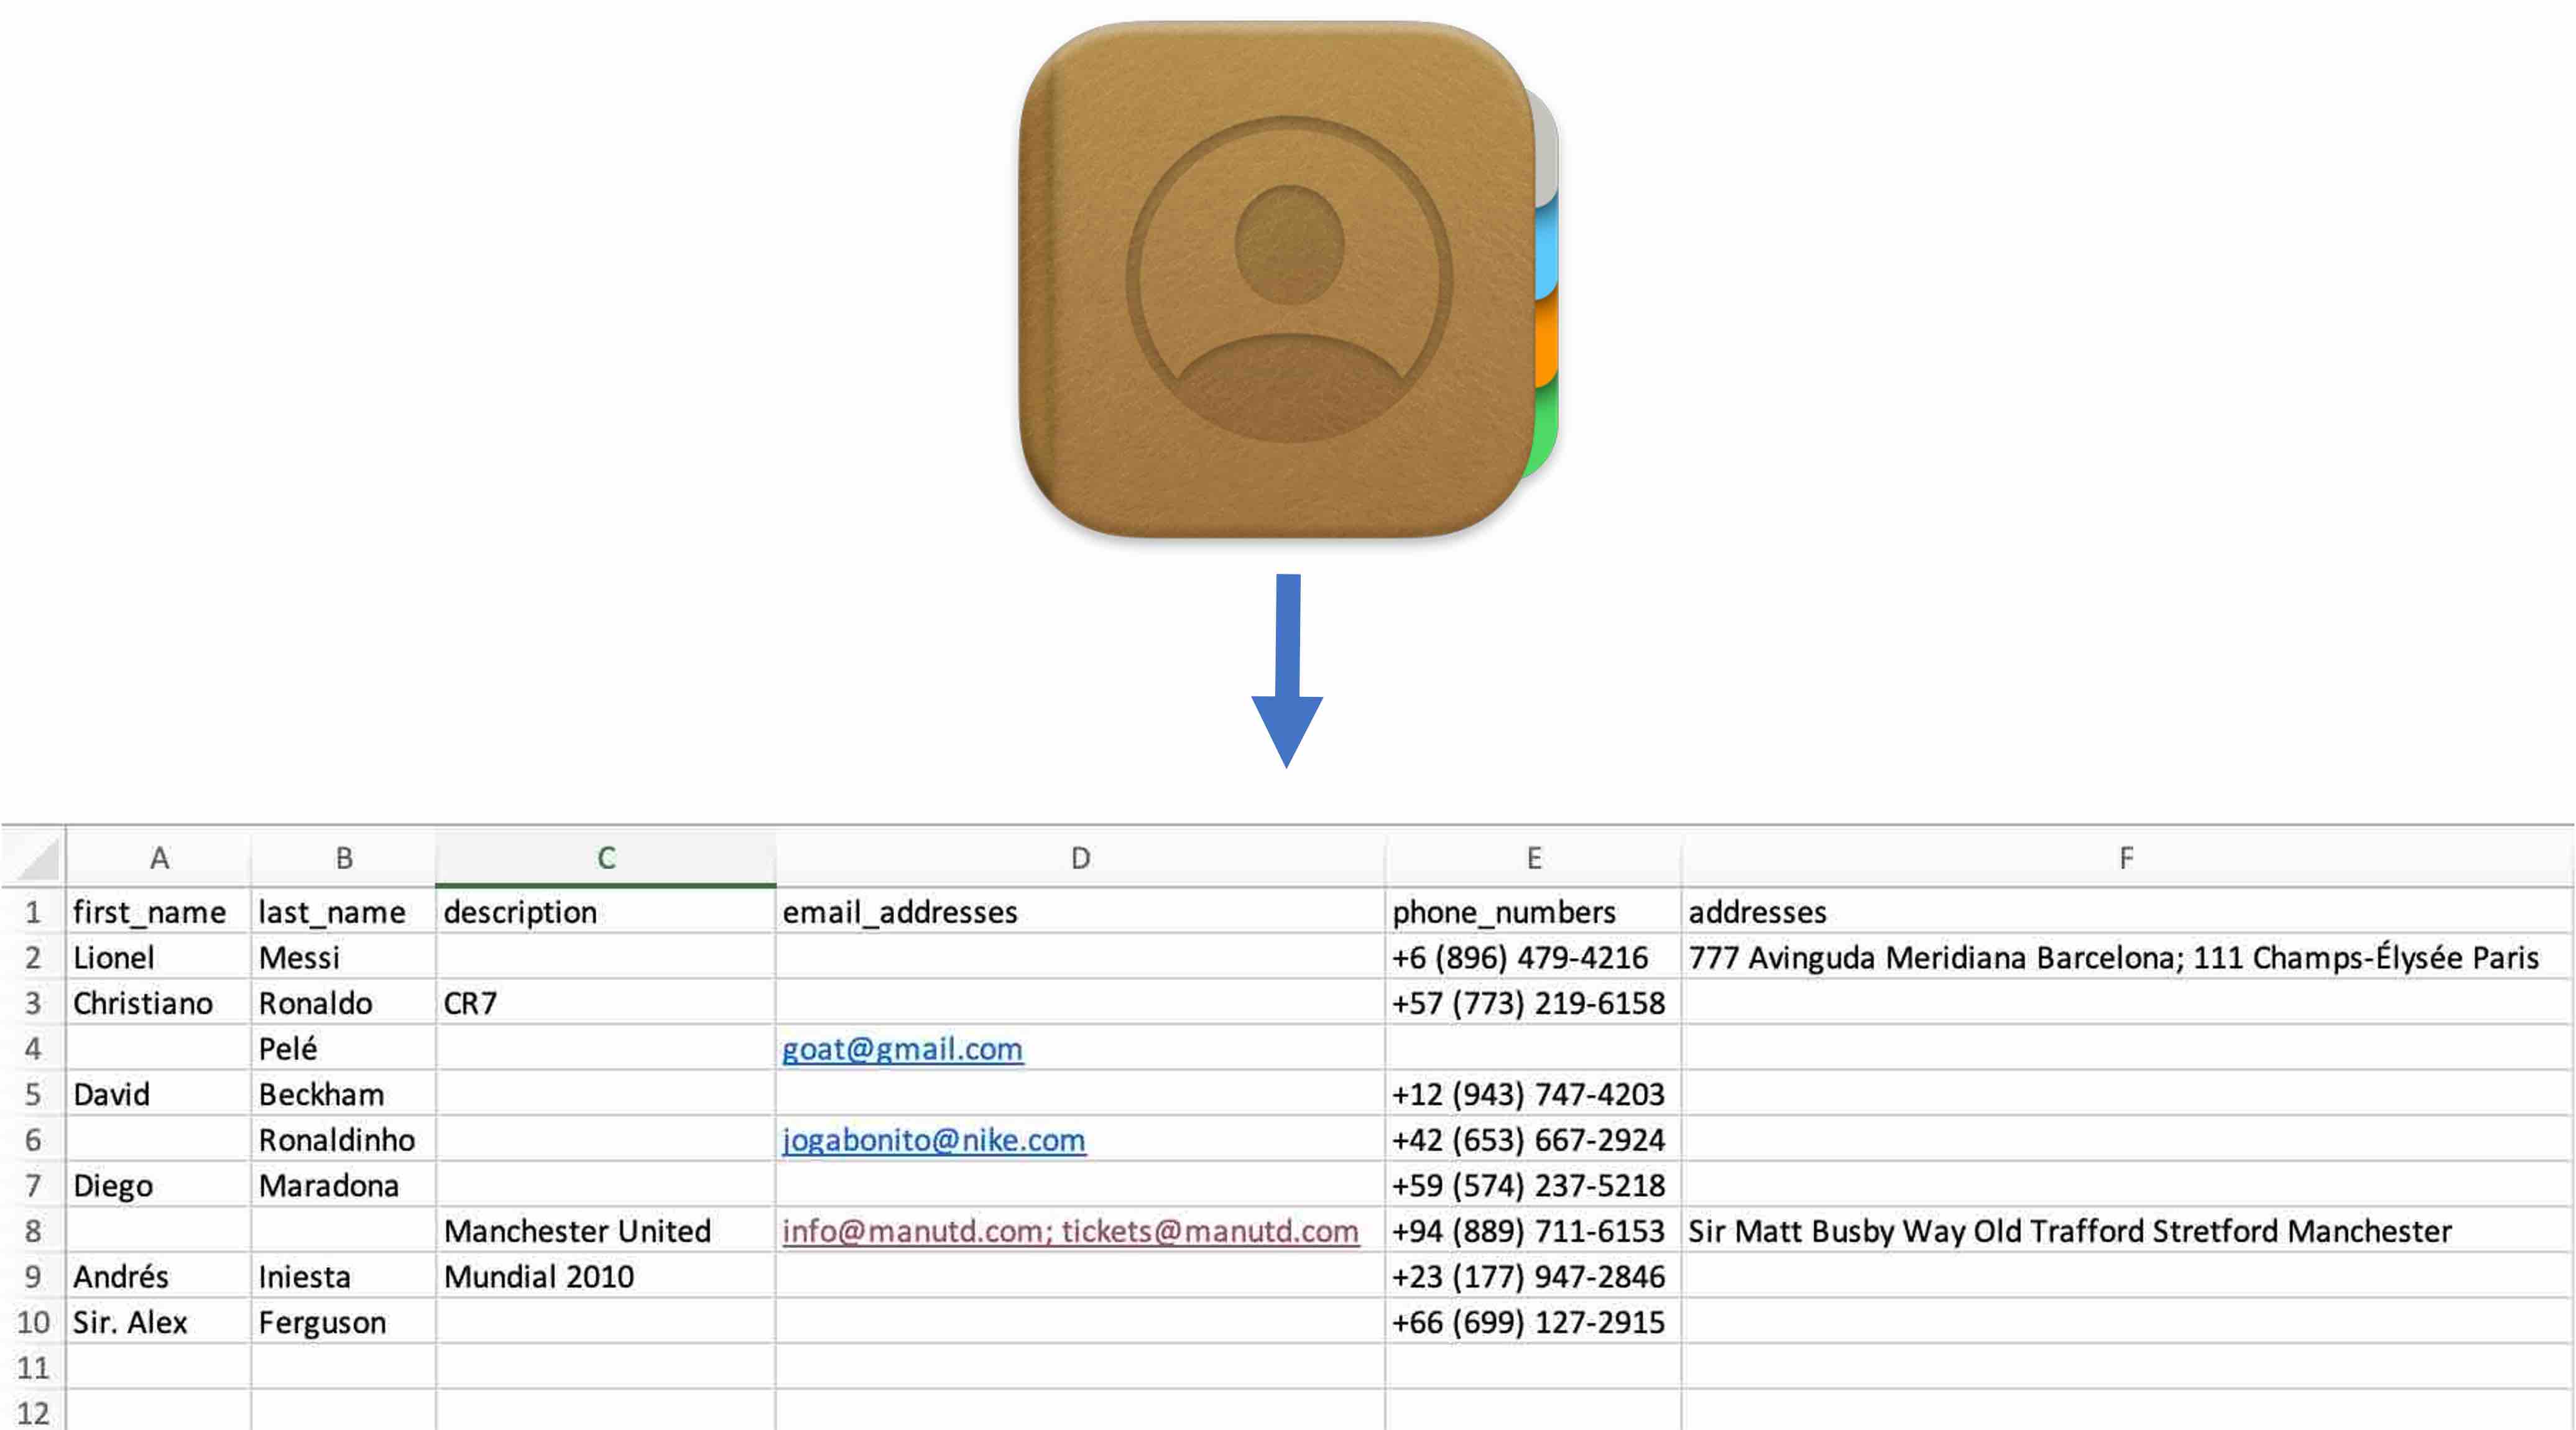 A B C D E F
1 first_name last_name description email_addresses phone_numbers addresses
2 Lionel Messi +6 (896) 479-4216 777 Avinguda Meridiana Barcelona; 111 Champs-Élysée Paris
3 Christiano Ronaldo CR7 +57 (773) 219-6158
4 Pelé goat@gmail.com
5 David Beckham +12 (943) 747-4203
6 Ronaldinho jogabonito@nike.com +42 (653) 667-2924
7 Diego Maradona +59 (574) 237-5218
8 Manchester United info@manutd.com; tickets@manutd.com +94 (889) 711-6153 Sir Matt Busby Way Old Trafford Stretford Manchester
9 Andrés Iniesta Mundial 2010 +23 (177) 947-2846
10 Sir. Alex Ferguson +66 (699) 127-2915
11
12